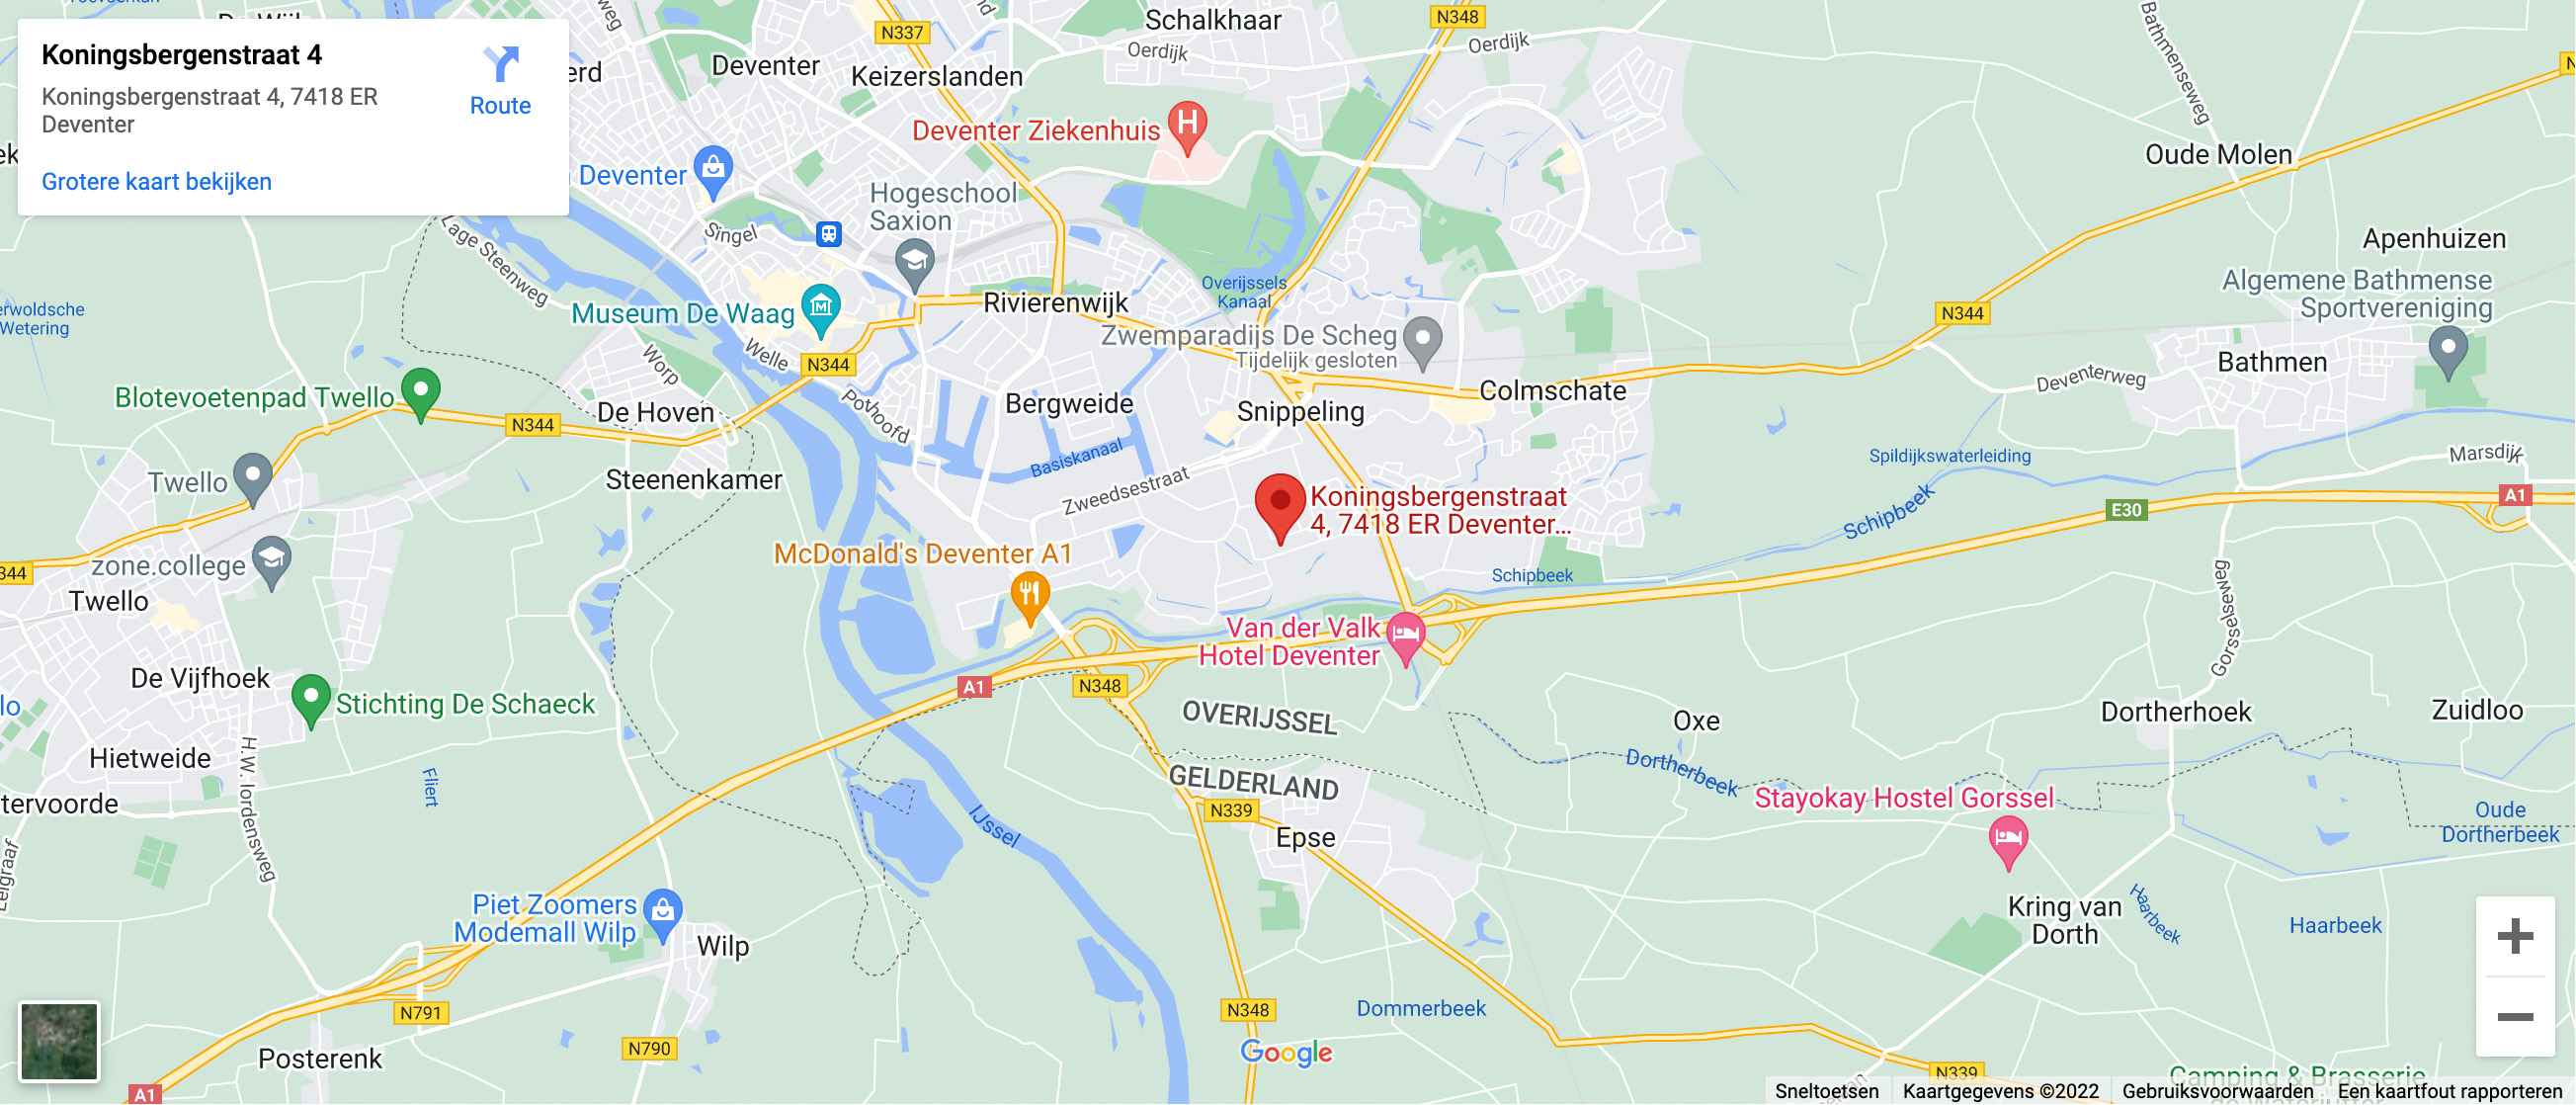 Koningsbergenstraat 4
Koningsbergenstraat 4, 7418 ER
Deventer
Route
Grotere kaart bekijken
N337
Schalkhaar
N348
Oerdijk
Oerdijk
Bathmenseweg
Deventer
Keizerslanden
Deventer Ziekenhuis
H
Oude Molen
Deventer
Hogeschool
Saxion
Singel
Lage Steenweg
Apenhuizen
Overijssels
Kanaal
Algemene Bathmense
Sportvereniging
Museum De Waag
Rivierenwijk
N344
Zwemparadijs De Scheg
Tijdelijk gesloten
Welle
N344
Worp
Bathmen
Deventerweg
Blotevoetenpad Twello
N344
De Hoven
Pothoofd
Bergweide
Snippeling
Colmschate
Basiskanaal
Spildijkswaterleiding
Marsdijk
Twello
Steenenkamer
Zweedsestraat
Koningsbergenstraat
4, 7418 ER Deventer...
Schipbeek
E30
A1
McDonald's Deventer A1
zone.college
344
Twello
Schipbeek
Gorsselseweg
Van der Valk
Hotel Deventer
De Vijfhoek
A1
N348
Stichting De Schaeck
OVERIJSSEL
Oxe
Dortherhoek
Zuidloo
Hietweide
H.W. Iordensweg
Fliert
GELDERLAND
Dortherbeek
Stayokay Hostel Gorssel
N339
IJssel
Epse
Oude
Dortherbeek
Piet Zoomers
Modemall Wilp
Wilp
Kring van
Dorth
Haarbeek
Haarbeek
N791
N348
Dommerbeek
Posterenk
N790
Google
N339
A1
Camping & Brasserie
Sneltoetsen
Kaartgegevens ©2022
Gebruiksvoorwaarden
Een kaartfout rapporteren